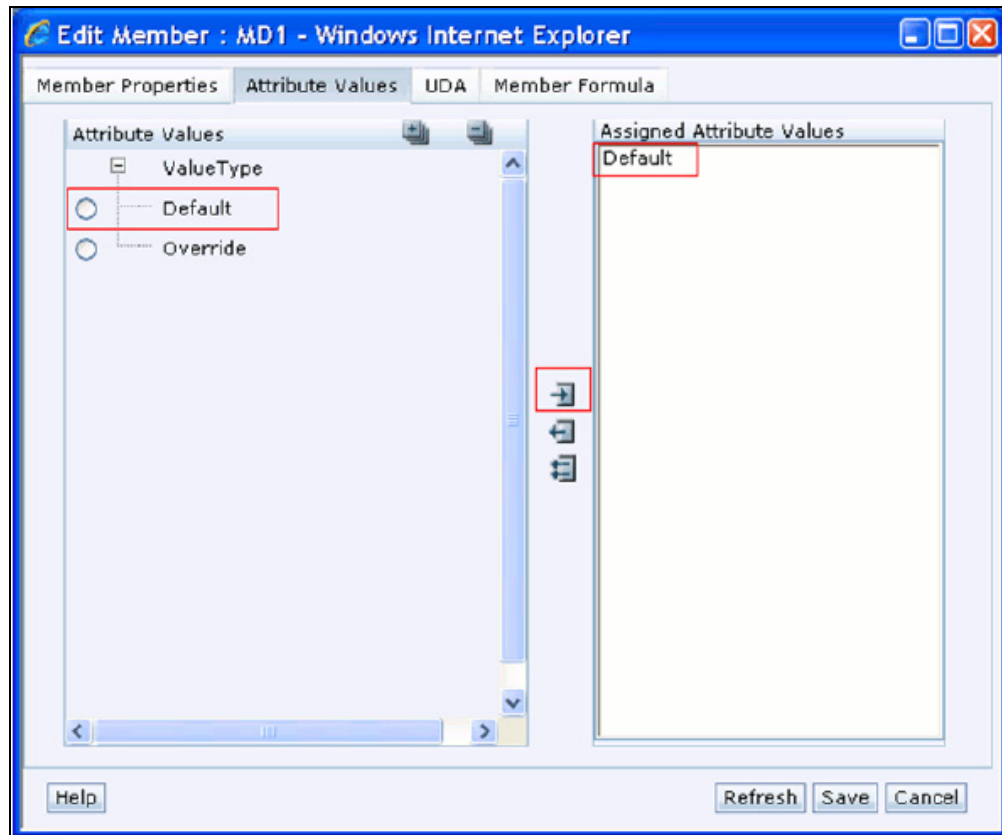 Edit Member : MD1 - Windows Internet Explorer
Member Properties Attribute Values UDA Member Formula
Attribute Values
ValueType
Default
Override
Assigned Attribute Values
Default
Help Refresh Save Cancel